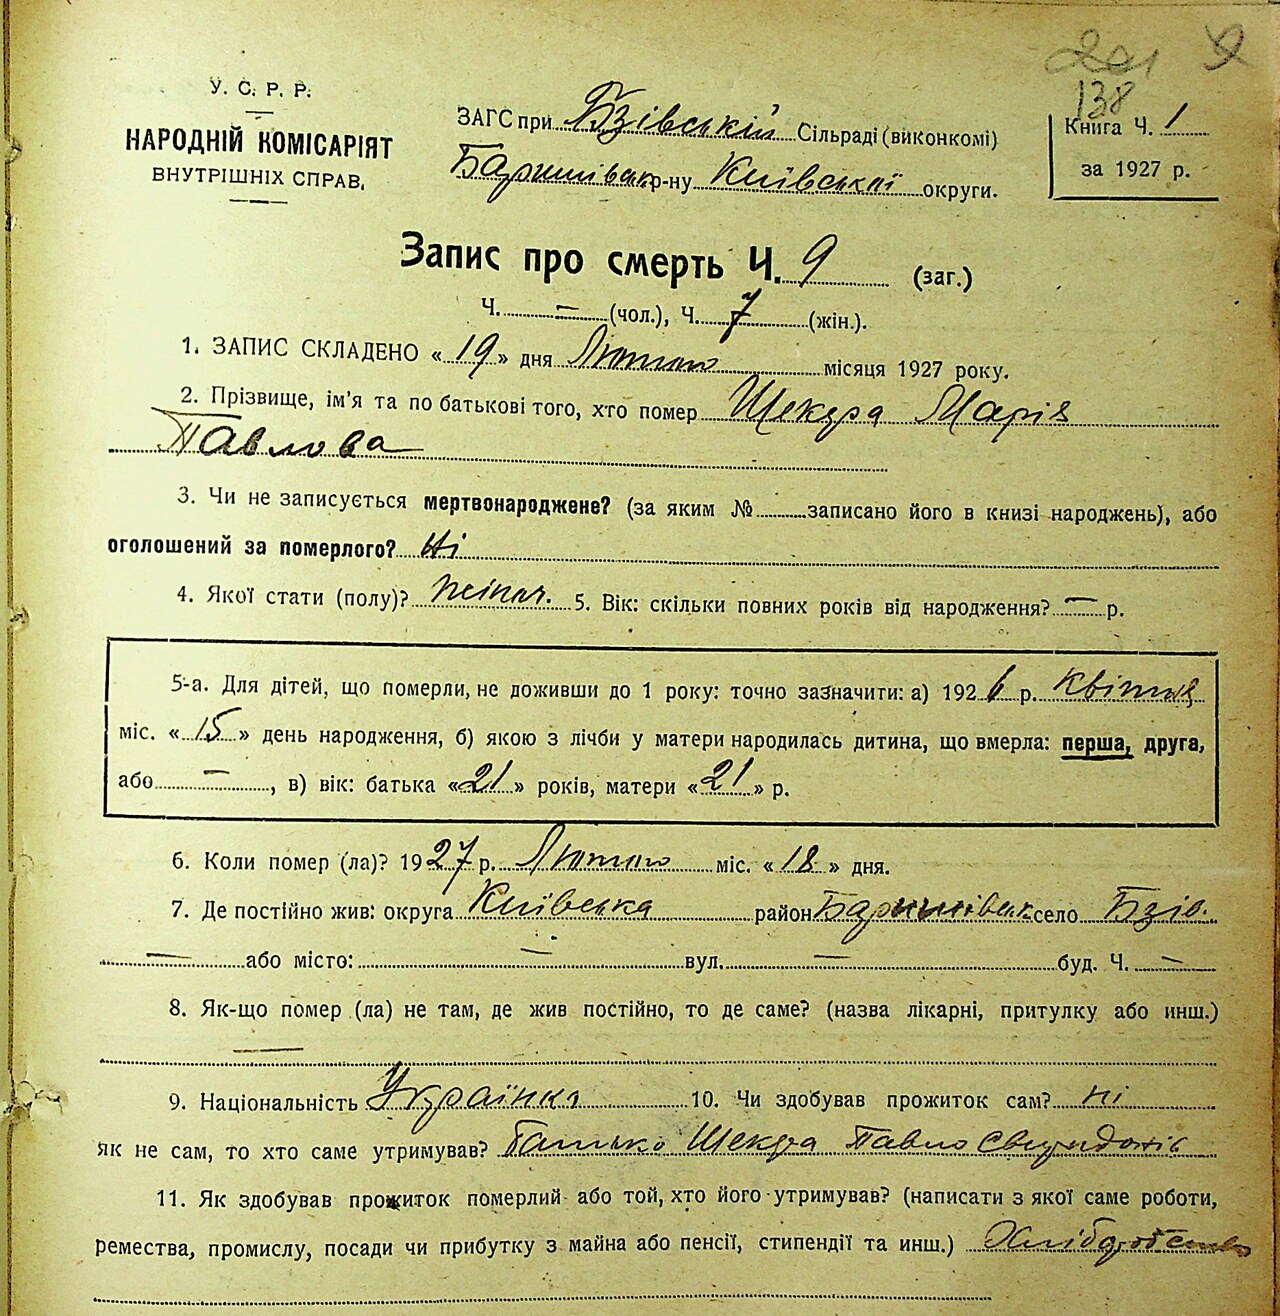 201
138
У. С. Р. Р.
НАРОДНІЙ КОМІСАРІЯТ
ВНУТРІШНІХ СПРАВ,
ЗАГС при Бзівській Сільраді (виконкомі)
Баришівськ р-ну Київської округи.
Книга Ч. 1
за 1927 р.
Запис про смерть Ч. 9 (заг.)
Ч. — (чол.), Ч. 7 (жін.).
1. ЗАПИС СКЛАДЕНО « 19 » дня Лютого місяця 1927 року.
2. Прізвище, ім'я та по батькові того, хто помер Шекера Марія
Павлова
3. Чи не записується мертвонароджене? (за яким № записано його в книзі народжень), або
оголошений за померлого? Ні
4. Якої стати (полу)? жіноч. 5. Вік: скільки повних років від народження? — р.
5-а. Для дітей, що померли, не доживши до 1 року: точно зазначити: а) 1926 р. Квітня
міс. « 15 » день народження, б) якою з лічби у матери народилась дитина, що вмерла: перша, друга,
або —, в) вік: батька « 21 » років, матери « 21 » р.
6. Коли помер (ла)? 1927 р. Лютого міс. « 18 » дня.
7. Де постійно жив: округа Київська район Баришівськ село Бзів.
— або місто: — вул. — буд. Ч. —
8. Як-що помер (ла) не там, де жив постійно, то де саме? (назва лікарні, притулку або инш.)
—
9. Національність Українка 10. Чи здобував прожиток сам? ні
як не сам, то хто саме утримував? Батько Шекера Павло Свиридонів
11. Як здобував прожиток померлий або той, хто його утримував? (написати з якої саме роботи,
ремества, промислу, посади чи прибутку з майна або пенсії, стипендії та инш.) Хліборобство